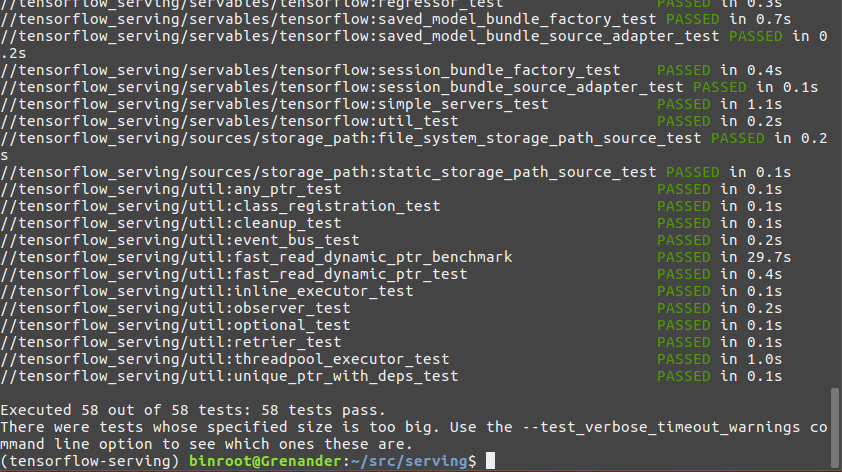 //tensorflow_serving/servables/tensorflow:regressor_test PASSED in 0.3s
//tensorflow_serving/servables/tensorflow:saved_model_bundle_factory_test PASSED in 0.7s
//tensorflow_serving/servables/tensorflow:saved_model_bundle_source_adapter_test PASSED in 0
.2s
//tensorflow_serving/servables/tensorflow:session_bundle_factory_test PASSED in 0.4s
//tensorflow_serving/servables/tensorflow:session_bundle_source_adapter_test PASSED in 0.1s
//tensorflow_serving/servables/tensorflow:simple_servers_test PASSED in 1.1s
//tensorflow_serving/servables/tensorflow:util_test PASSED in 0.2s
//tensorflow_serving/sources/storage_path:file_system_storage_path_source_test PASSED in 0.2
s
//tensorflow_serving/sources/storage_path:static_storage_path_source_test PASSED in 0.1s
//tensorflow_serving/util:any_ptr_test PASSED in 0.1s
//tensorflow_serving/util:class_registration_test PASSED in 0.1s
//tensorflow_serving/util:cleanup_test PASSED in 0.1s
//tensorflow_serving/util:event_bus_test PASSED in 0.2s
//tensorflow_serving/util:fast_read_dynamic_ptr_benchmark PASSED in 29.7s
//tensorflow_serving/util:fast_read_dynamic_ptr_test PASSED in 0.4s
//tensorflow_serving/util:inline_executor_test PASSED in 0.1s
//tensorflow_serving/util:observer_test PASSED in 0.2s
//tensorflow_serving/util:optional_test PASSED in 0.1s
//tensorflow_serving/util:retrier_test PASSED in 0.1s
//tensorflow_serving/util:threadpool_executor_test PASSED in 1.0s
//tensorflow_serving/util:unique_ptr_with_deps_test PASSED in 0.1s
Executed 58 out of 58 tests: 58 tests pass.
There were tests whose specified size is too big. Use the --test_verbose_timeout_warnings co
mmand line option to see which ones these are.
(tensorflow-serving) binroot@Grenander:~/src/serving$